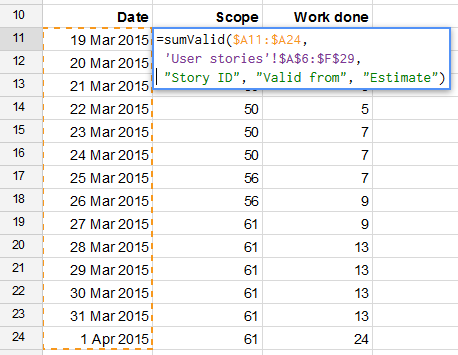 10 Date Scope Work done
11 19 Mar 2015 =sumValid($A11:$A24,
12 20 Mar 2015 'User stories'!$A$6:$F$29,
13 21 Mar 2015 "Story ID", "Valid from", "Estimate")
14 22 Mar 2015 50 5
15 23 Mar 2015 50 7
16 24 Mar 2015 50 7
17 25 Mar 2015 56 7
18 26 Mar 2015 56 9
19 27 Mar 2015 61 9
20 28 Mar 2015 61 13
21 29 Mar 2015 61 13
22 30 Mar 2015 61 13
23 31 Mar 2015 61 13
24 1 Apr 2015 61 24